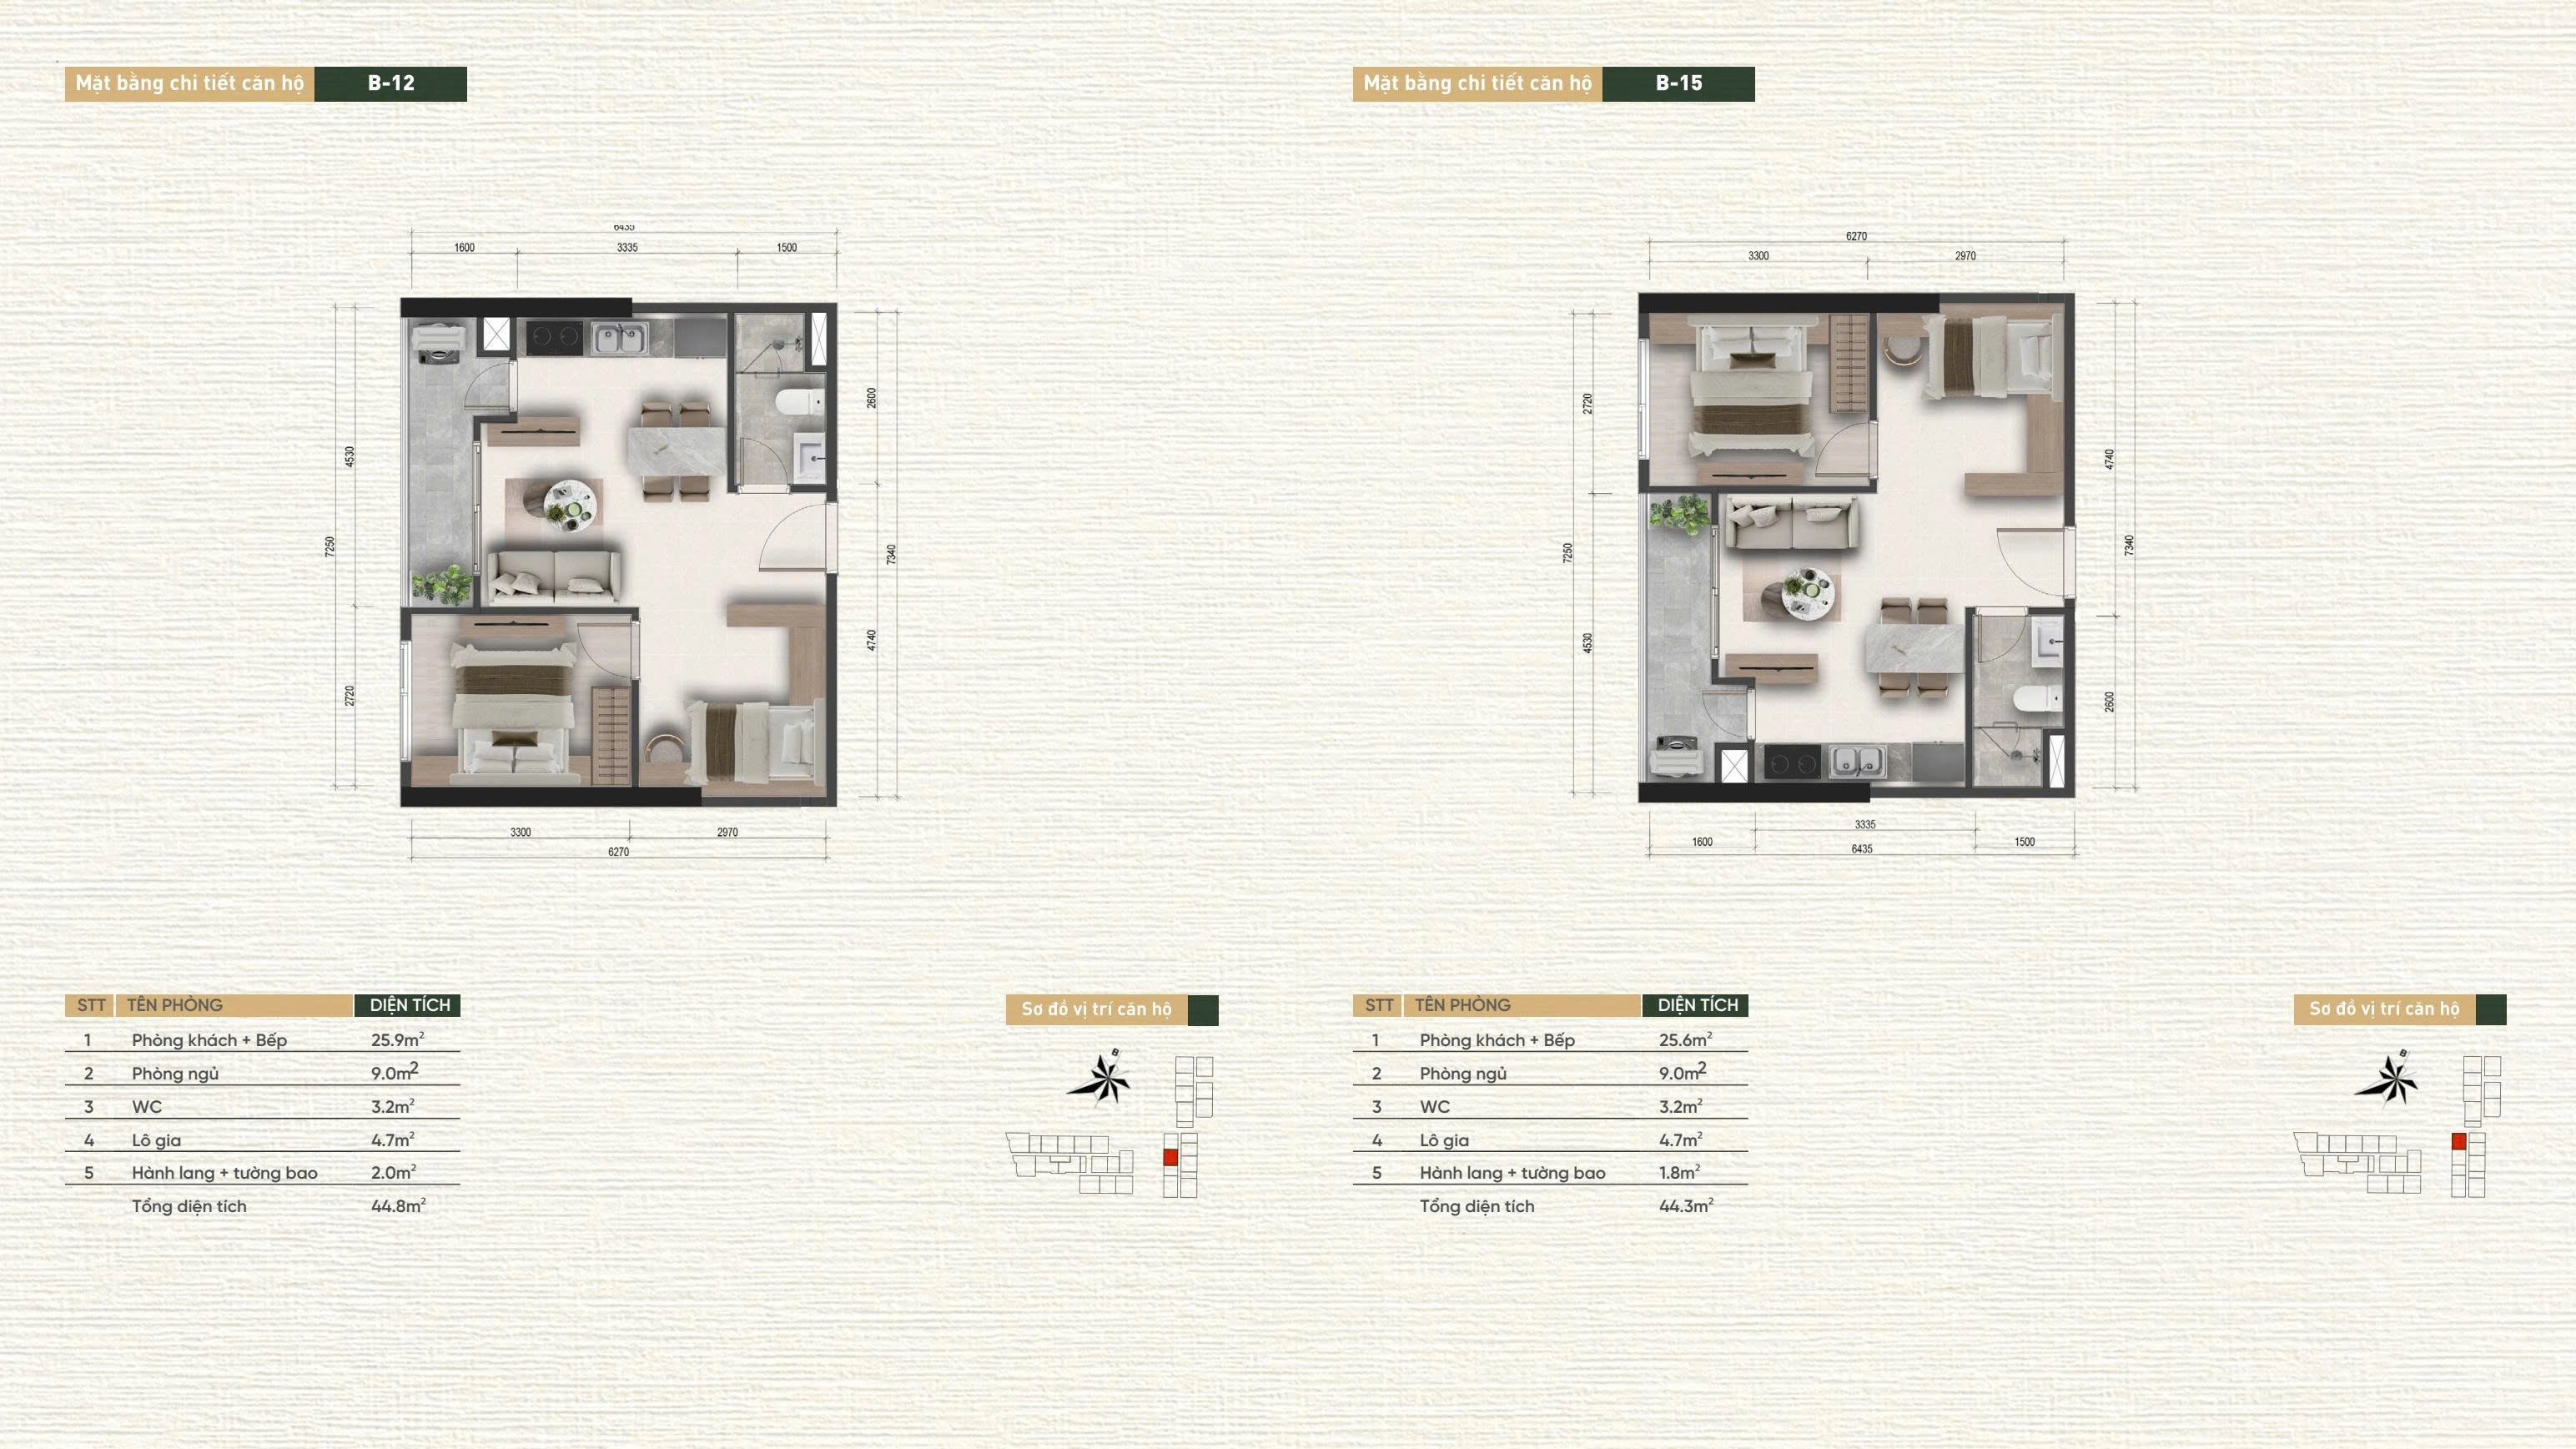 Mặt bằng chi tiết căn hộ B-12
6435
1600 3335 1500
2600
4530
7250
7340
4740
2720
3300 2970
6270
STT TÊN PHÒNG DIỆN TÍCH
1 Phòng khách + Bếp 25.9m²
2 Phòng ngủ 9.0m²
3 WC 3.2m²
4 Lô gia 4.7m²
5 Hành lang + tường bao 2.0m²
Tổng diện tích 44.8m²
Sơ đồ vị trí căn hộ
B
Mặt bằng chi tiết căn hộ B-15
6270
3300 2970
2720
4740
7250
7340
4530
2600
3335
1600 1500
6435
STT TÊN PHÒNG DIỆN TÍCH
1 Phòng khách + Bếp 25.6m²
2 Phòng ngủ 9.0m²
3 WC 3.2m²
4 Lô gia 4.7m²
5 Hành lang + tường bao 1.8m²
Tổng diện tích 44.3m²
Sơ đồ vị trí căn hộ
B